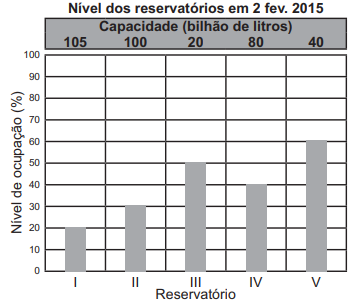 Nível dos reservatórios em 2 fev. 2015
Capacidade (bilhão de litros)
105 100 20 80 40
Nível de ocupação (%)
100
90
80
70
60
50
40
30
20
10
0
I II III IV V
Reservatório